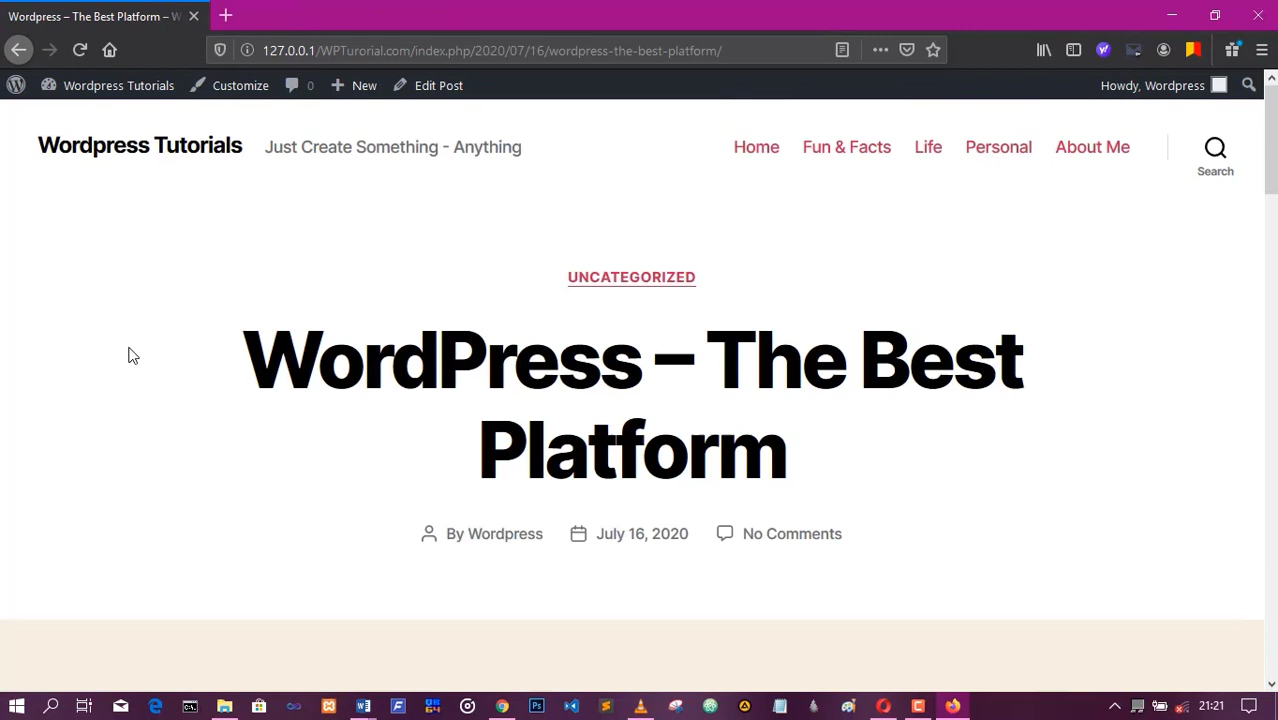 Wordpress – The Best Platform – W
127.0.0.1/WPTurorial.com/index.php/2020/07/16/wordpress-the-best-platform/
Wordpress Tutorials Customize 0 New Edit Post Howdy, Wordpress
Wordpress Tutorials Just Create Something - Anything Home Fun & Facts Life Personal About Me
Search
UNCATEGORIZED
WordPress – The Best
Platform
By Wordpress July 16, 2020 No Comments
21:21